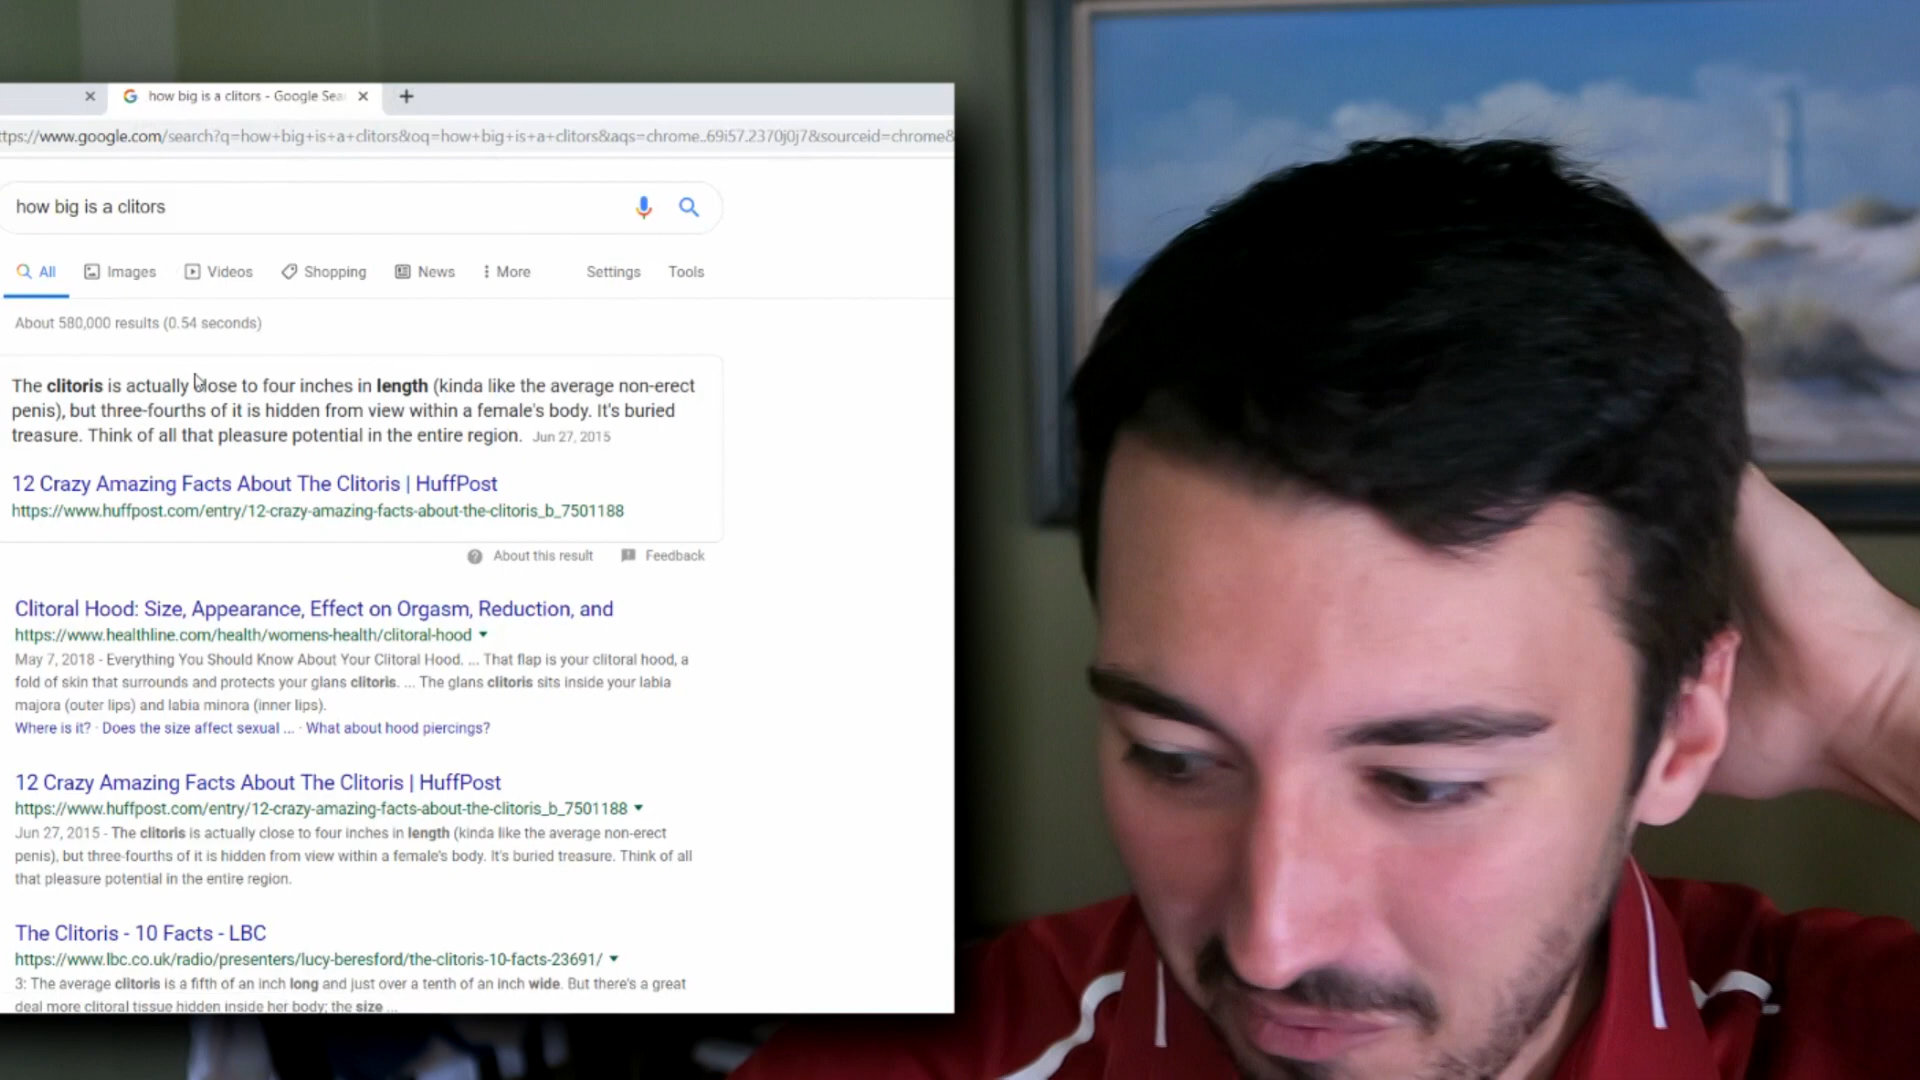 how big is a clitors - Google Sea
ttps://www.google.com/search?q=how+big+is+a+clitors&oq=how+big+is+a+clitors&aqs=chrome..69i57.2370j0j7&sourceid=chrome&
how big is a clitors
All Images Videos Shopping News More Settings Tools
About 580,000 results (0.54 seconds)
The clitoris is actually close to four inches in length (kinda like the average non-erect
penis), but three-fourths of it is hidden from view within a female's body. It's buried
treasure. Think of all that pleasure potential in the entire region. Jun 27, 2015
12 Crazy Amazing Facts About The Clitoris | HuffPost
https://www.huffpost.com/entry/12-crazy-amazing-facts-about-the-clitoris_b_7501188
About this result Feedback
Clitoral Hood: Size, Appearance, Effect on Orgasm, Reduction, and
https://www.healthline.com/health/womens-health/clitoral-hood
May 7, 2018 - Everything You Should Know About Your Clitoral Hood. ... That flap is your clitoral hood, a
fold of skin that surrounds and protects your glans clitoris. ... The glans clitoris sits inside your labia
majora (outer lips) and labia minora (inner lips).
Where is it? · Does the size affect sexual ... · What about hood piercings?
12 Crazy Amazing Facts About The Clitoris | HuffPost
https://www.huffpost.com/entry/12-crazy-amazing-facts-about-the-clitoris_b_7501188
Jun 27, 2015 - The clitoris is actually close to four inches in length (kinda like the average non-erect
penis), but three-fourths of it is hidden from view within a female's body. It's buried treasure. Think of all
that pleasure potential in the entire region.
The Clitoris - 10 Facts - LBC
https://www.lbc.co.uk/radio/presenters/lucy-beresford/the-clitoris-10-facts-23691/
3: The average clitoris is a fifth of an inch long and just over a tenth of an inch wide. But there's a great
deal more clitoral tissue hidden inside her body; the size ...